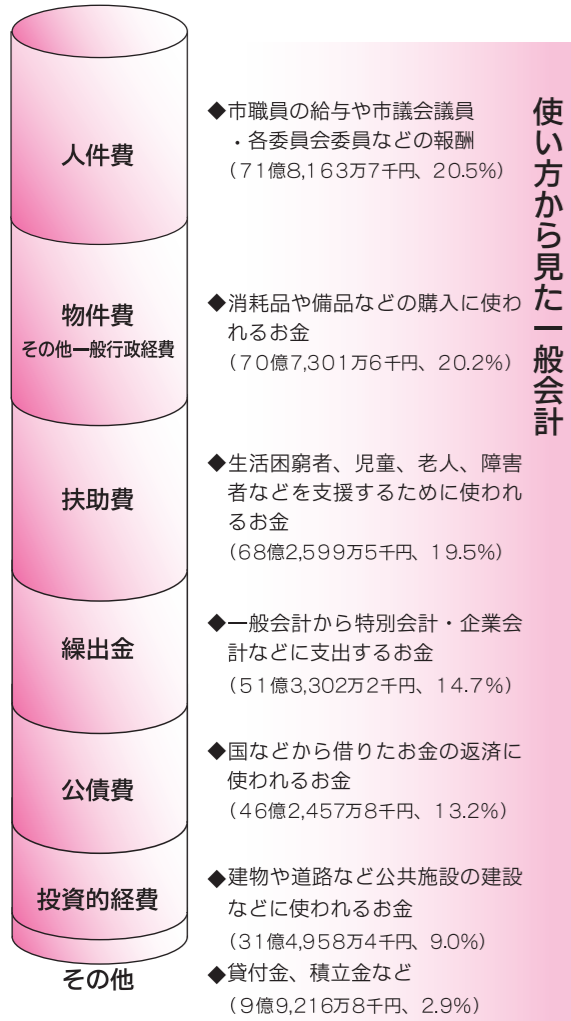 使い方から見た一般会計
人件費
◆市職員の給与や市議会議員
・各委員会委員などの報酬
(71億8,163万7千円、20.5%)
物件費
その他一般行政経費
◆消耗品や備品などの購入に使わ
れるお金
(70億7,301万6千円、20.2%)
扶助費
◆生活困窮者、児童、老人、障害
者などを支援するために使われ
るお金
(68億2,599万5千円、19.5%)
繰出金
◆一般会計から特別会計・企業会
計などに支出するお金
(51億3,302万2千円、14.7%)
公債費
◆国などから借りたお金の返済に
使われるお金
(46億2,457万8千円、13.2%)
投資的経費
◆建物や道路など公共施設の建設
などに使われるお金
(31億4,958万4千円、9.0%)
その他
◆貸付金、積立金など
(9億9,216万8千円、2.9%)